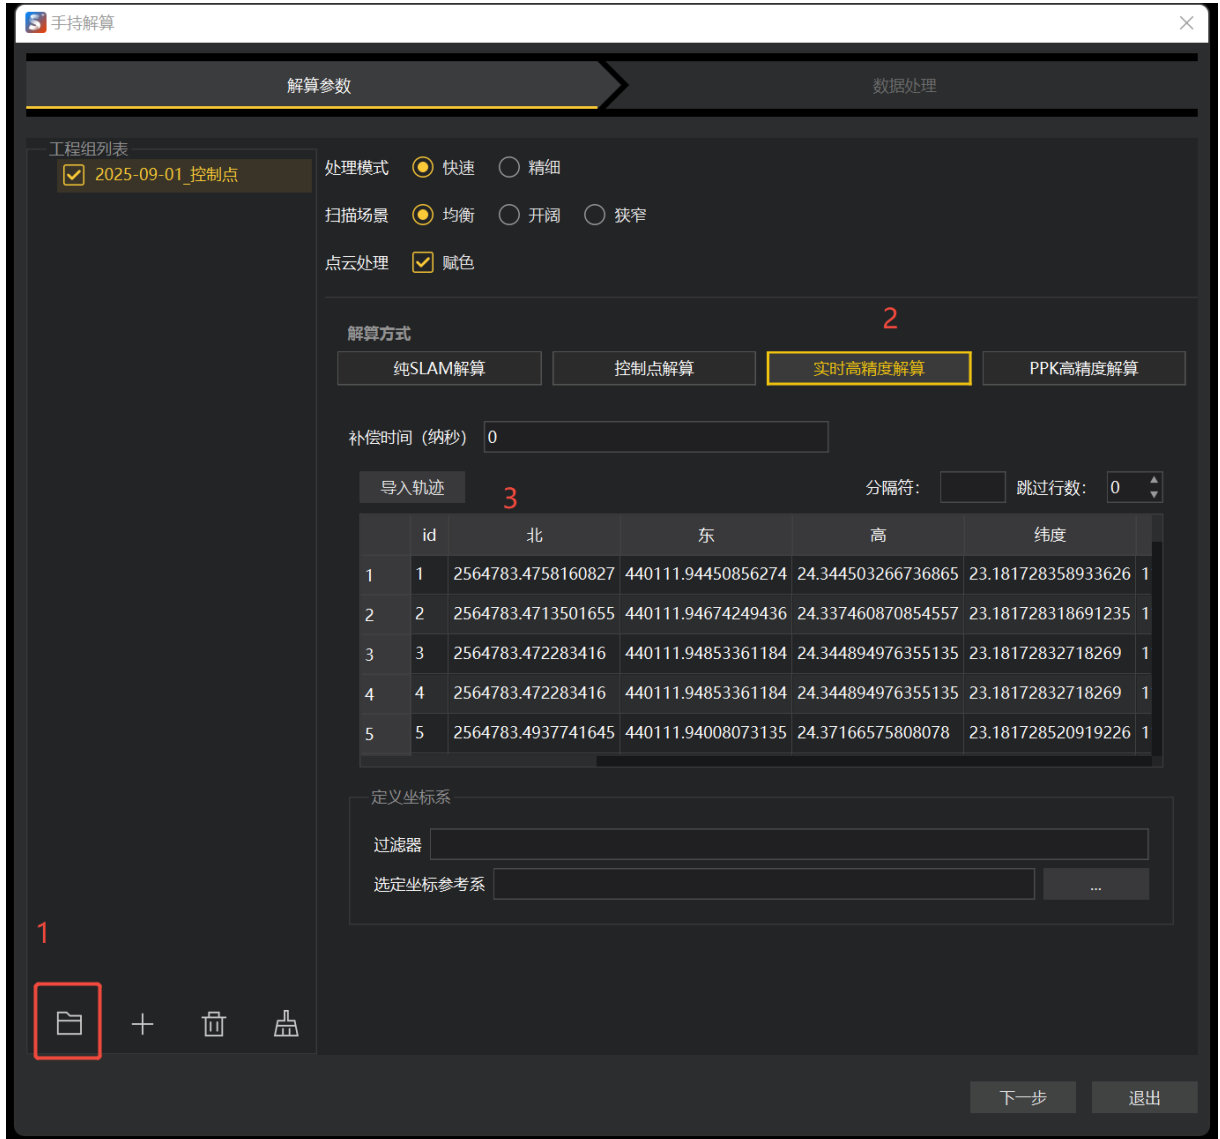 手持解算
解算参数 数据处理
工程组列表
2025-09-01_控制点
处理模式 快速 精细
扫描场景 均衡 开阔 狭窄
点云处理 赋色
2
解算方式
纯SLAM解算 控制点解算 实时高精度解算 PPK高精度解算
补偿时间（纳秒） 0
导入轨迹 3 分隔符： 跳过行数： 0
id 北 东 高 纬度
1 1 2564783.4758160827 440111.94450856274 24.344503266736865 23.181728358933626 1
2 2 2564783.4713501655 440111.94674249436 24.337460870854557 23.181728318691235 1
3 3 2564783.472283416 440111.94853361184 24.344894976355135 23.18172832718269 1
4 4 2564783.472283416 440111.94853361184 24.344894976355135 23.18172832718269 1
5 5 2564783.4937741645 440111.94008073135 24.37166575808078 23.181728520919226 1
定义坐标系
过滤器
选定坐标参考系 ...
1
下一步 退出